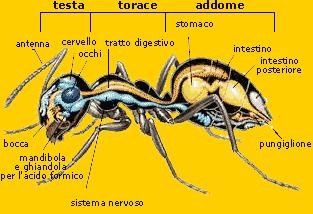 testa torace addome
stomaco
cervello
antenna
occhi
tratto digestivo
intestino
intestino
posteriore
bocca
mandibola
e ghiandola
per l'acido formico
pungiglione
sistema nervoso